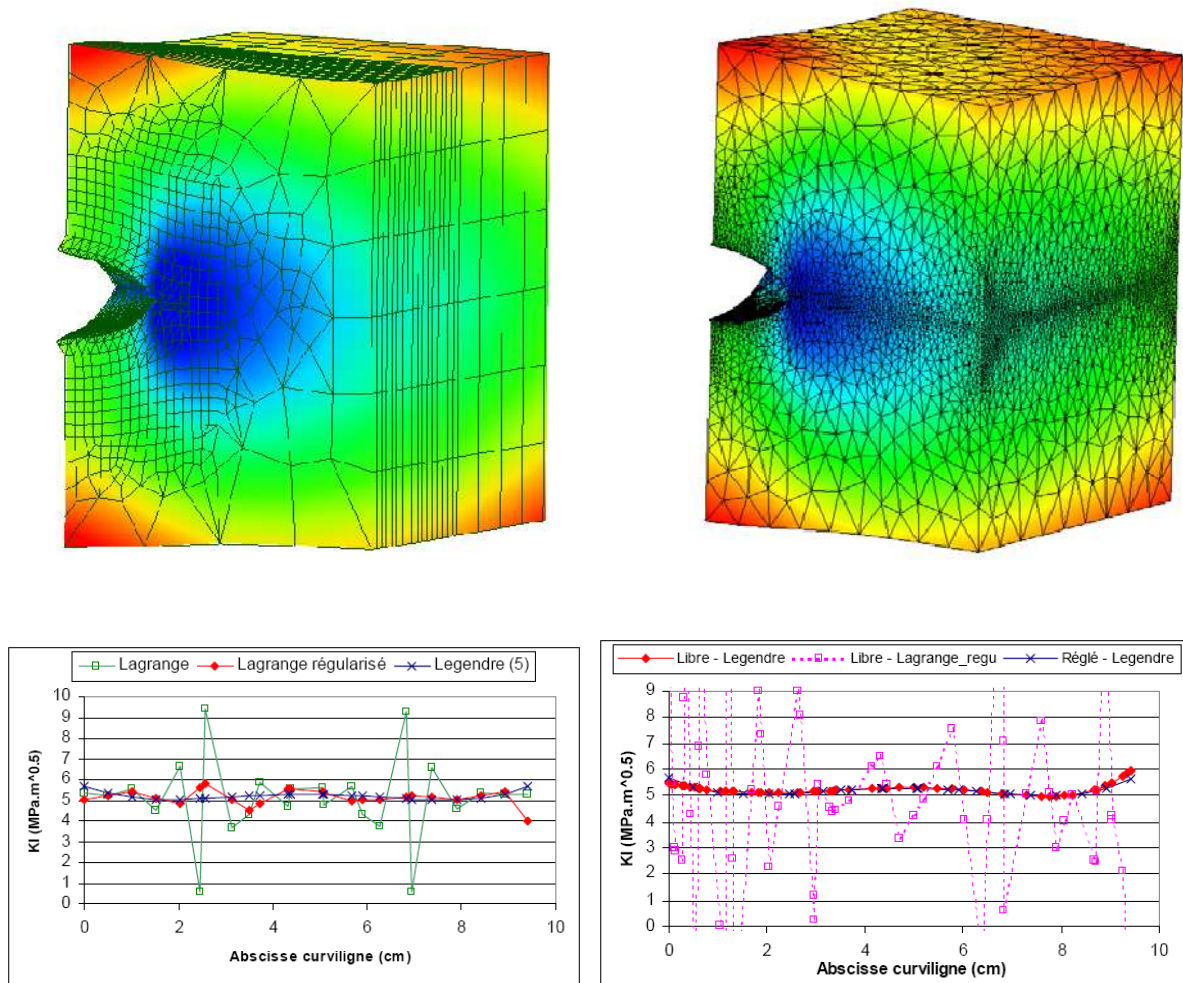 Lagrange Lagrange régularisé Legendre (5)
10
9
8
7
6
5
4
3
2
1
0
KI (MPa.m^0.5)
0 2 4 6 8 10
Abscisse curviligne (cm)
Libre - Legendre Libre - Lagrange_regu Réglé - Legendre
9
8
7
6
5
4
3
2
1
0
KI (MPa.m^0.5)
0 2 4 6 8 10
Abscisse curviligne (cm)